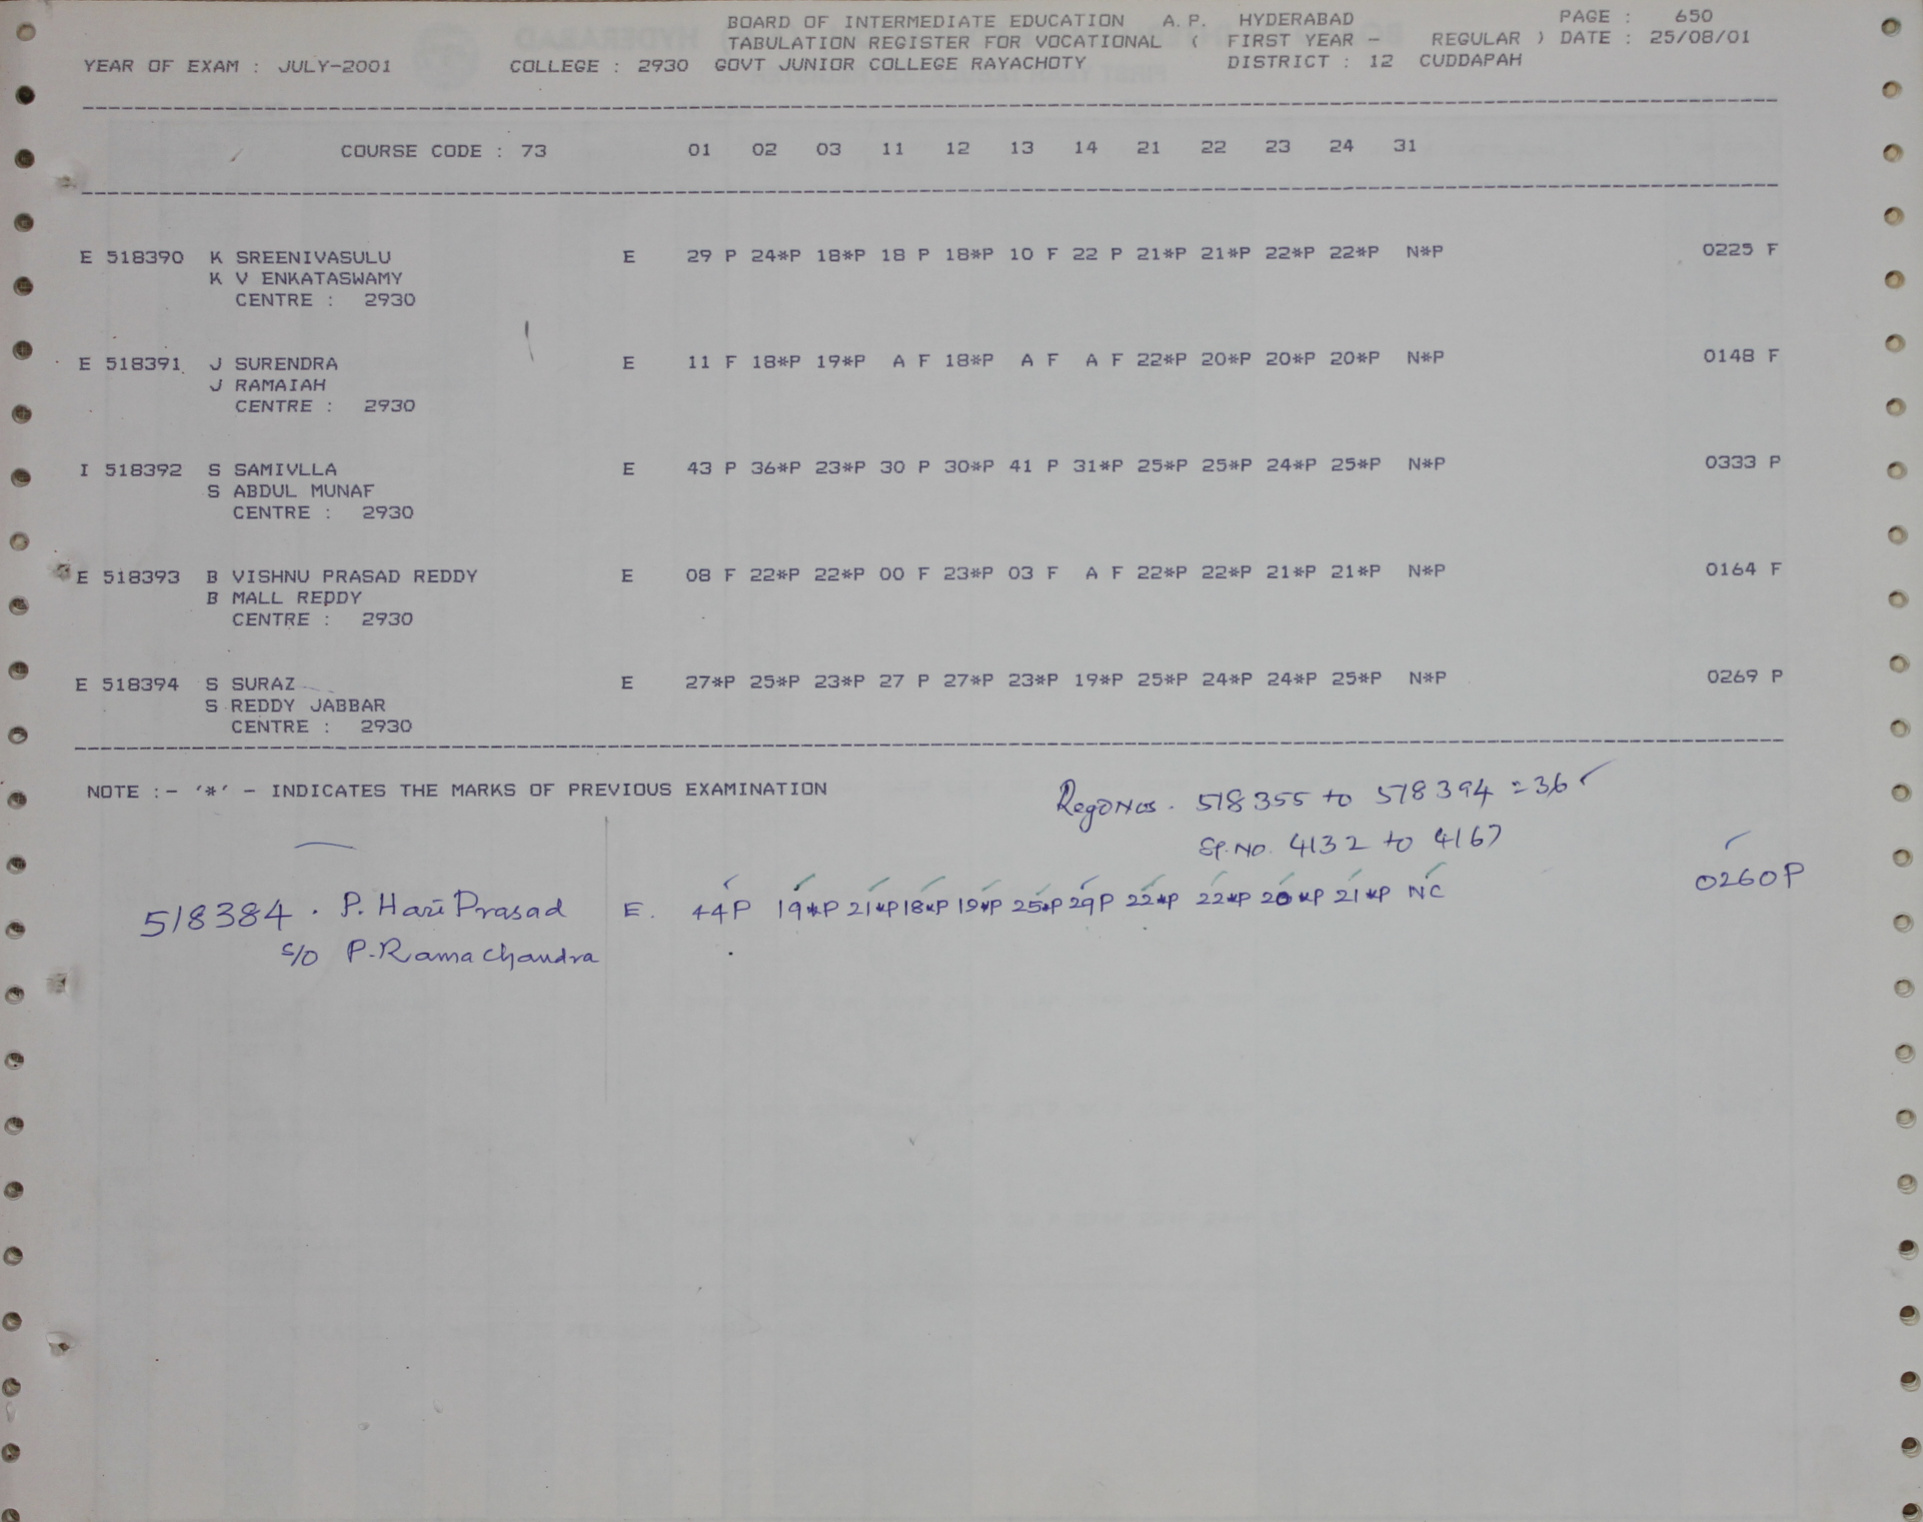 BOARD OF INTERMEDIATE EDUCATION A.P. HYDERABAD PAGE : 650
TABULATION REGISTER FOR VOCATIONAL ( FIRST YEAR - REGULAR ) DATE : 25/08/01
YEAR OF EXAM : JULY-2001 COLLEGE : 2930 GOVT JUNIOR COLLEGE RAYACHOTY DISTRICT : 12 CUDDAPAH
COURSE CODE : 73 01 02 03 11 12 13 14 21 22 23 24 31
E 518390 K SREENIVASULU E 29 P 24*P 18*P 18 P 18*P 10 F 22 P 21*P 21*P 22*P 22*P N*P 0225 F
K V ENKATASWAMY
CENTRE : 2930
E 518391 J SURENDRA E 11 F 18*P 19*P A F 18*P A F A F 22*P 20*P 20*P 20*P N*P 0148 F
J RAMAIAH
CENTRE : 2930
I 518392 S SAMIVLLA E 43 P 36*P 23*P 30 P 30*P 41 P 31*P 25*P 25*P 24*P 25*P N*P 0333 P
S ABDUL MUNAF
CENTRE : 2930
E 518393 B VISHNU PRASAD REDDY E 08 F 22*P 22*P 00 F 23*P 03 F A F 22*P 22*P 21*P 21*P N*P 0164 F
B MALL REDDY
CENTRE : 2930
E 518394 S SURAZ E 27*P 25*P 23*P 27 P 27*P 23*P 19*P 25*P 24*P 24*P 25*P N*P 0269 P
S REDDY JABBAR
CENTRE : 2930
NOTE :- '*' - INDICATES THE MARKS OF PREVIOUS EXAMINATION
RegdNos. 518355 to 518394 = 36
Sl.No. 4132 to 4167
518384. P. Hari Prasad E. 44P 19*P 21*P 18*P 19*P 25*P 29P 22*P 22*P 20*P 21*P NC 0260P
S/O P. Rama Chandra